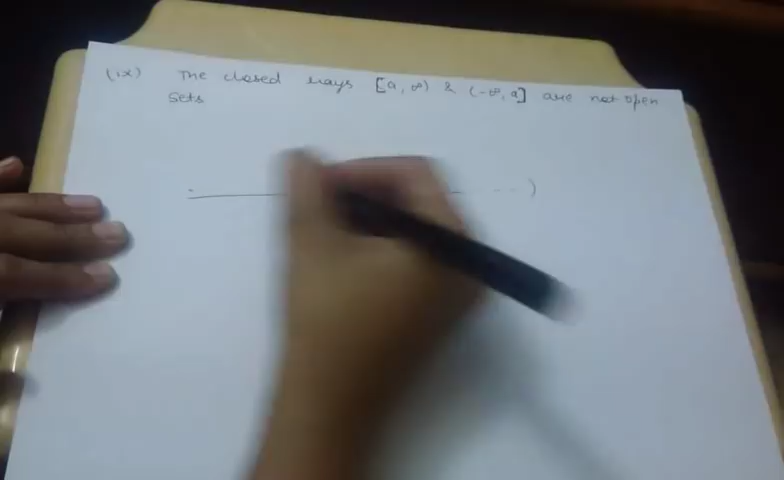 (ix) The closed rays [a, ∞) & (-∞, a] are not open
sets